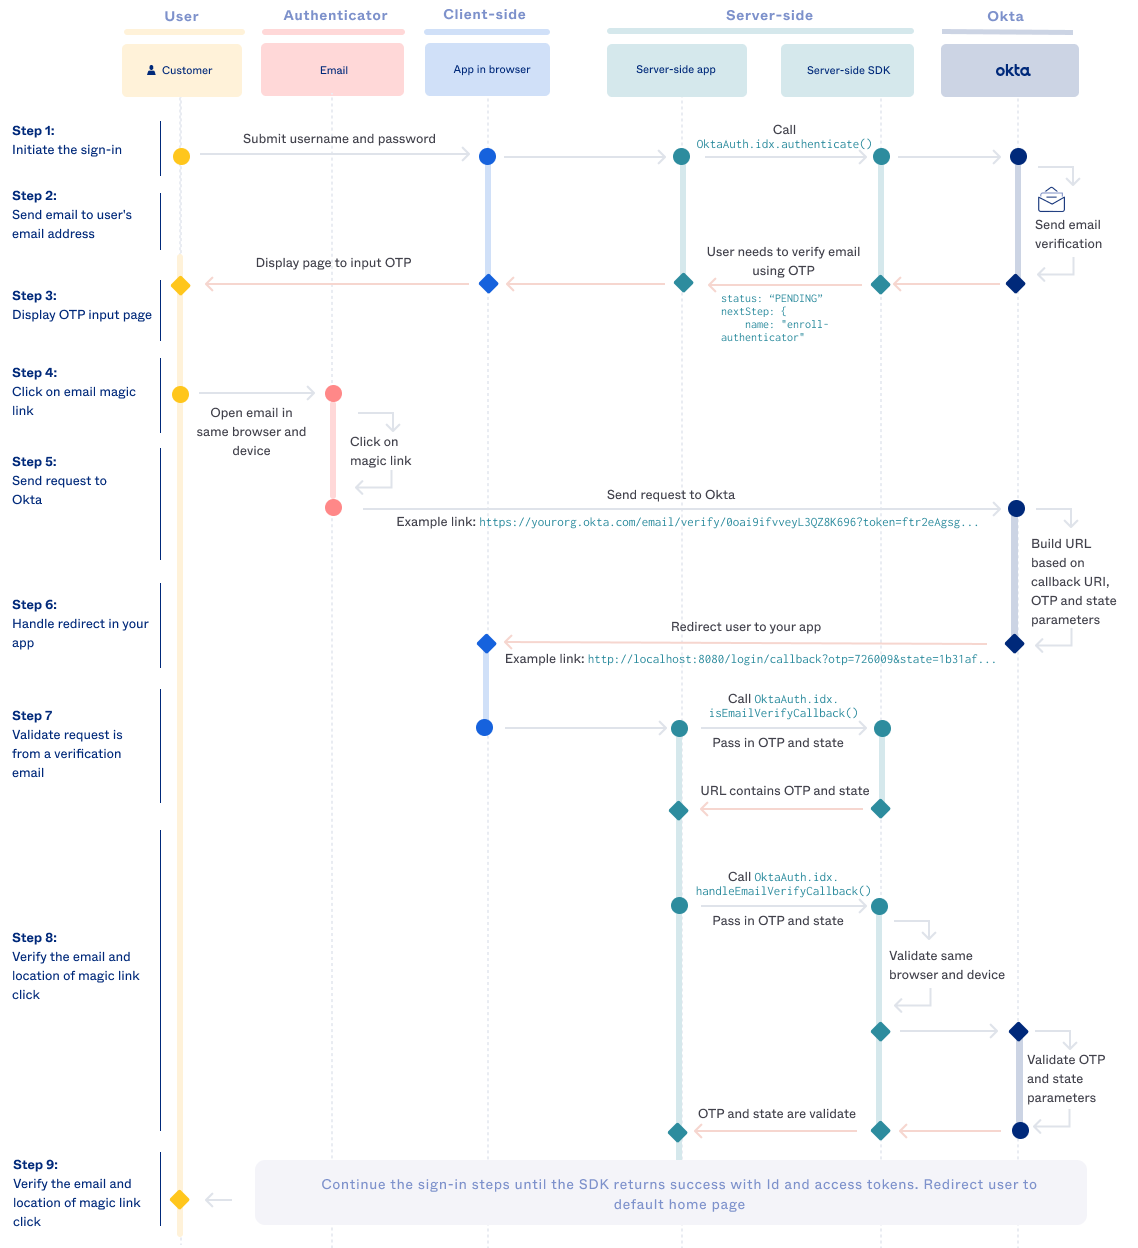 User
Authenticator
Client-side
Server-side
Okta
Customer
Email
App in browser
Server-side app
Server-side SDK
okta
Step 1:
Initiate the sign-in
Submit username and password
Call
OktaAuth.idx.authenticate()
Step 2:
Send email to user's
email address
Send email
verification
Step 3:
Display OTP input page
Display page to input OTP
User needs to verify email
using OTP
status: “PENDING”
nextStep: {
name: "enroll-
authenticator"
Step 4:
Click on email magic
link
Open email in
same browser and
device
Click on
magic link
Step 5:
Send request to
Okta
Send request to Okta
Example link: https://yourorg.okta.com/email/verify/0oai9ifvveyL3QZ8K696?token=ftr2eAgsg...
Build URL
based on
callback URI,
OTP and state
parameters
Step 6:
Handle redirect in your
app
Redirect user to your app
Example link: http://localhost:8080/login/callback?otp=726009&state=1b31af...
Step 7
Validate request is
from a verification
email
Call OktaAuth.idx.
isEmailVerifyCallback()
Pass in OTP and state
URL contains OTP and state
Step 8:
Verify the email and
location of magic link
click
Call OktaAuth.idx.
handleEmailVerifyCallback()
Pass in OTP and state
Validate same
browser and device
Validate OTP
and state
parameters
OTP and state are validate
Step 9:
Verify the email and
location of magic link
click
Continue the sign-in steps until the SDK returns success with Id and access tokens. Redirect user to
default home page